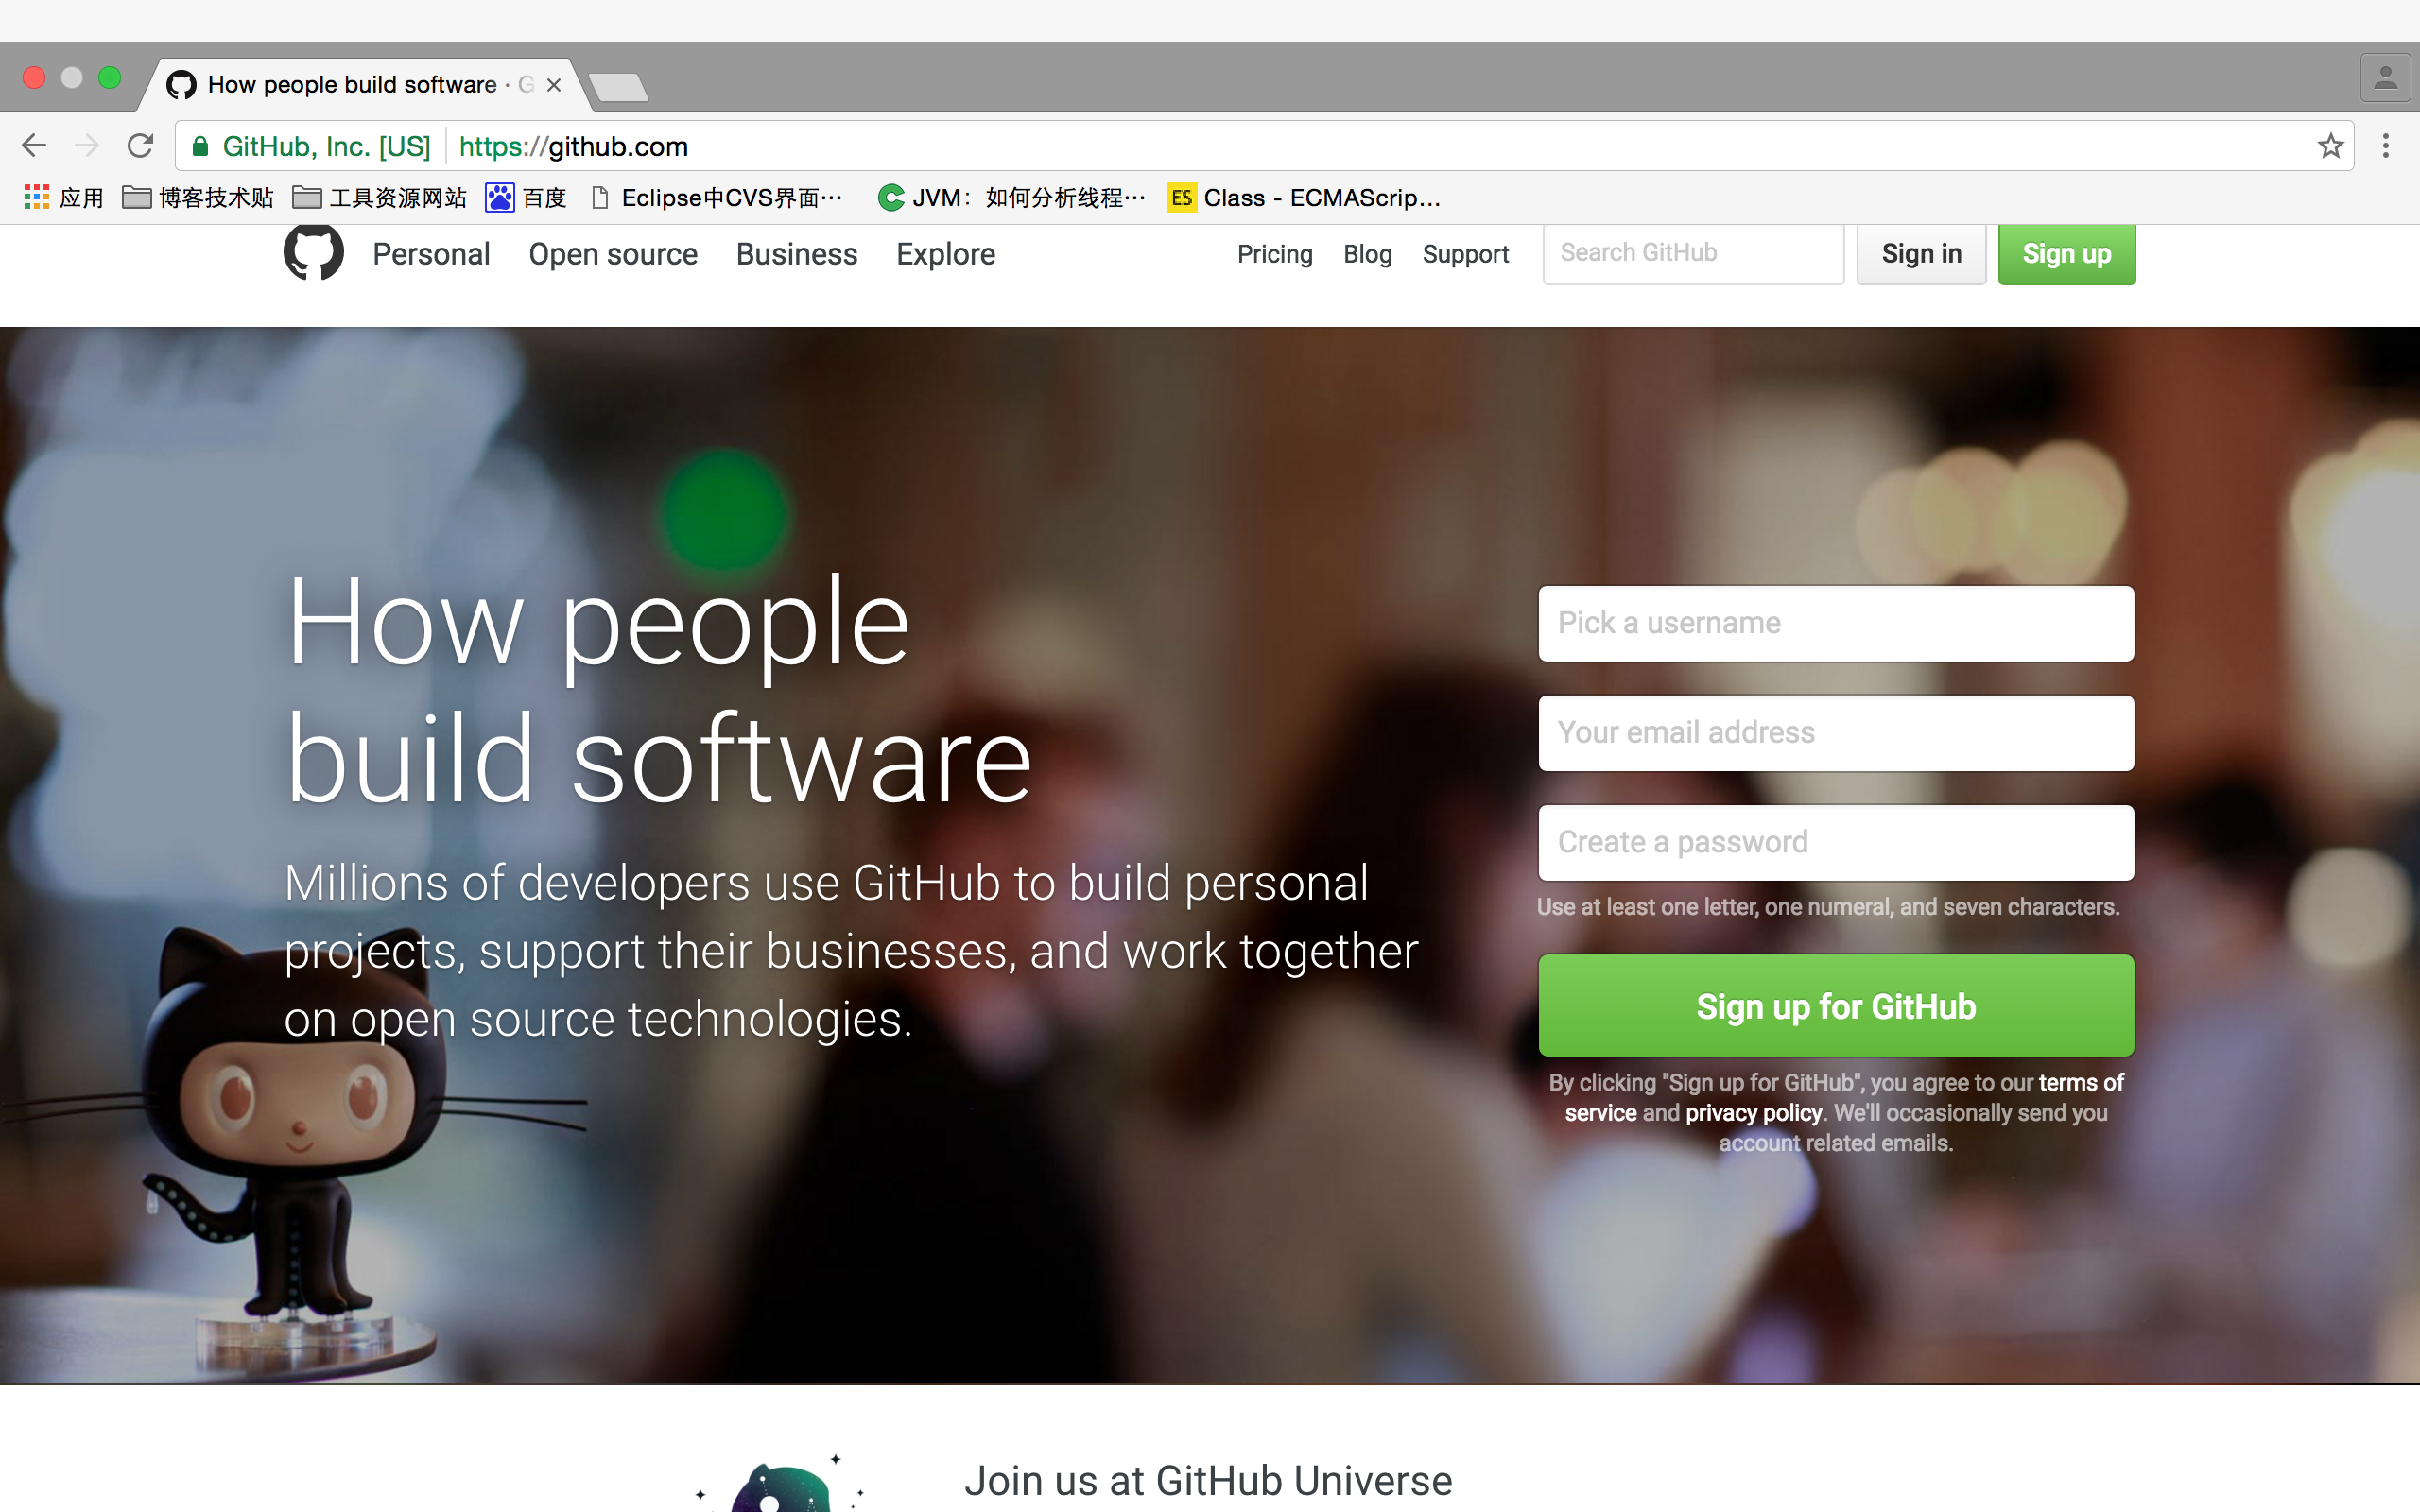 How people build software · G
GitHub, Inc. [US] https://github.com
应用 博客技术贴 工具资源网站 百度 Eclipse中CVS界面… JVM：如何分析线程… ES Class - ECMAScrip…
Personal Open source Business Explore Pricing Blog Support Search GitHub Sign in Sign up
How people
build software
Millions of developers use GitHub to build personal
projects, support their businesses, and work together
on open source technologies.
Pick a username
Your email address
Create a password
Use at least one letter, one numeral, and seven characters.
Sign up for GitHub
By clicking "Sign up for GitHub", you agree to our terms of
service and privacy policy. We'll occasionally send you
account related emails.
Join us at GitHub Universe